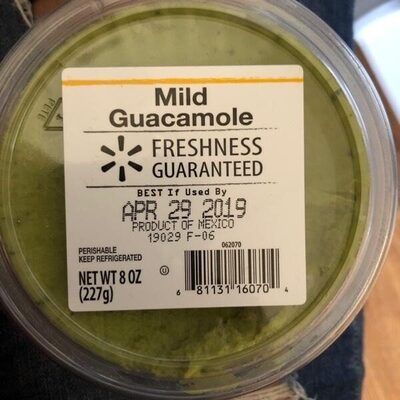 Mild
Guacamole
FRESHNESS
GUARANTEED
BEST If Used By
APR 29 2019
PRODUCT OF MEXICO
19029 F-06
062070
PERISHABLE
KEEP REFRIGERATED
NET WT 8 OZ
(227g)
U
6 81131 16070 4